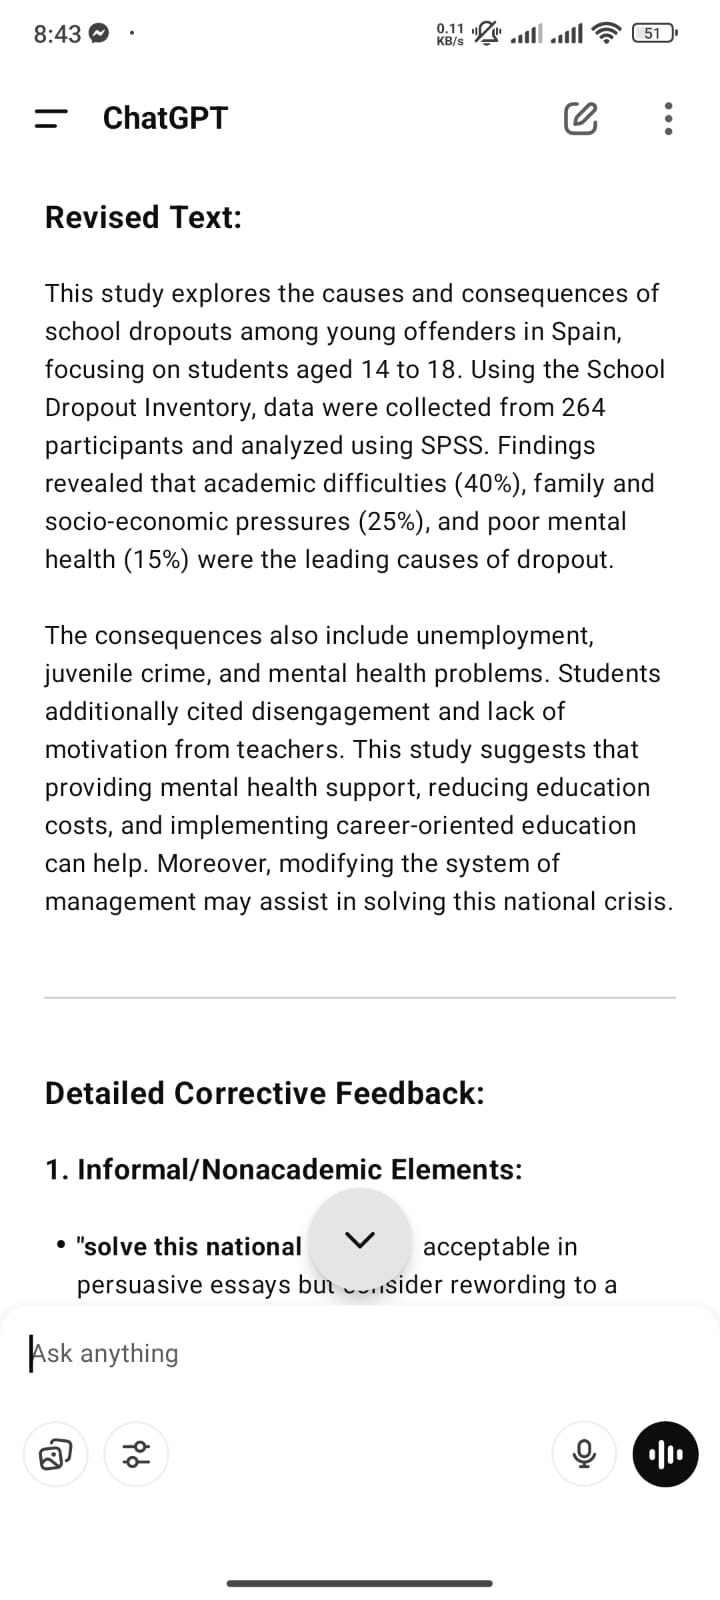 8:43
0.11
KB/s
51
ChatGPT
Revised Text:
This study explores the causes and consequences of
school dropouts among young offenders in Spain,
focusing on students aged 14 to 18. Using the School
Dropout Inventory, data were collected from 264
participants and analyzed using SPSS. Findings
revealed that academic difficulties (40%), family and
socio-economic pressures (25%), and poor mental
health (15%) were the leading causes of dropout.
The consequences also include unemployment,
juvenile crime, and mental health problems. Students
additionally cited disengagement and lack of
motivation from teachers. This study suggests that
providing mental health support, reducing education
costs, and implementing career-oriented education
can help. Moreover, modifying the system of
management may assist in solving this national crisis.
Detailed Corrective Feedback:
1. Informal/Nonacademic Elements:
• "solve this national acceptable in
persuasive essays but rewording to a
Ask anything